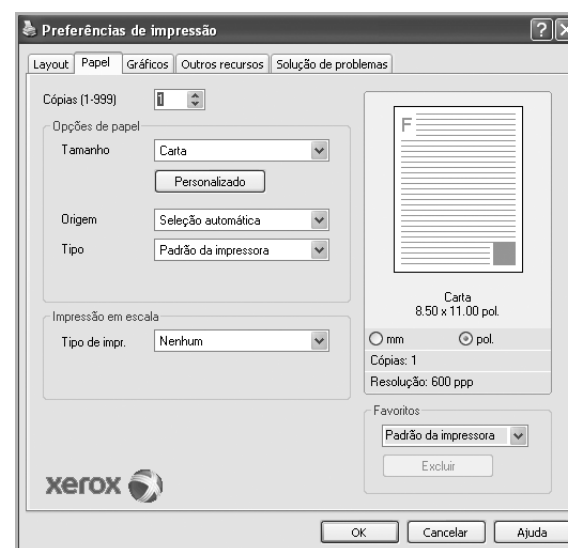 Preferências de impressão
Layout Papel Gráficos Outros recursos Solução de problemas
Cópias (1-999) 1
Opções de papel
Tamanho Carta
Personalizado
Origem Seleção automática
Tipo Padrão da impressora
Impressão em escala
Tipo de impr. Nenhum
F
Carta
8.50 x 11.00 pol.
mm pol.
Cópias: 1
Resolução: 600 ppp
Favoritos
Padrão da impressora
Excluir
xerox
OK Cancelar Ajuda